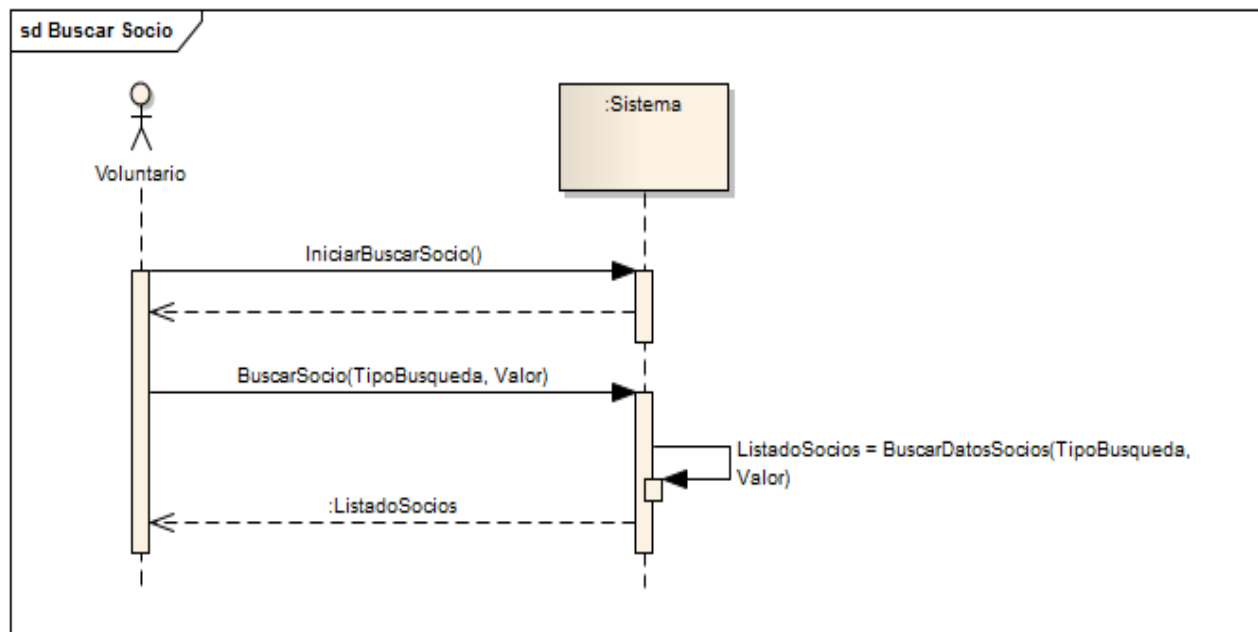 sd Buscar Socio
:Sistema
Voluntario
IniciarBuscarSocio()
BuscarSocio(TipoBusqueda, Valor)
ListadoSocios = BuscarDatosSocios(TipoBusqueda,
Valor)
:ListadoSocios